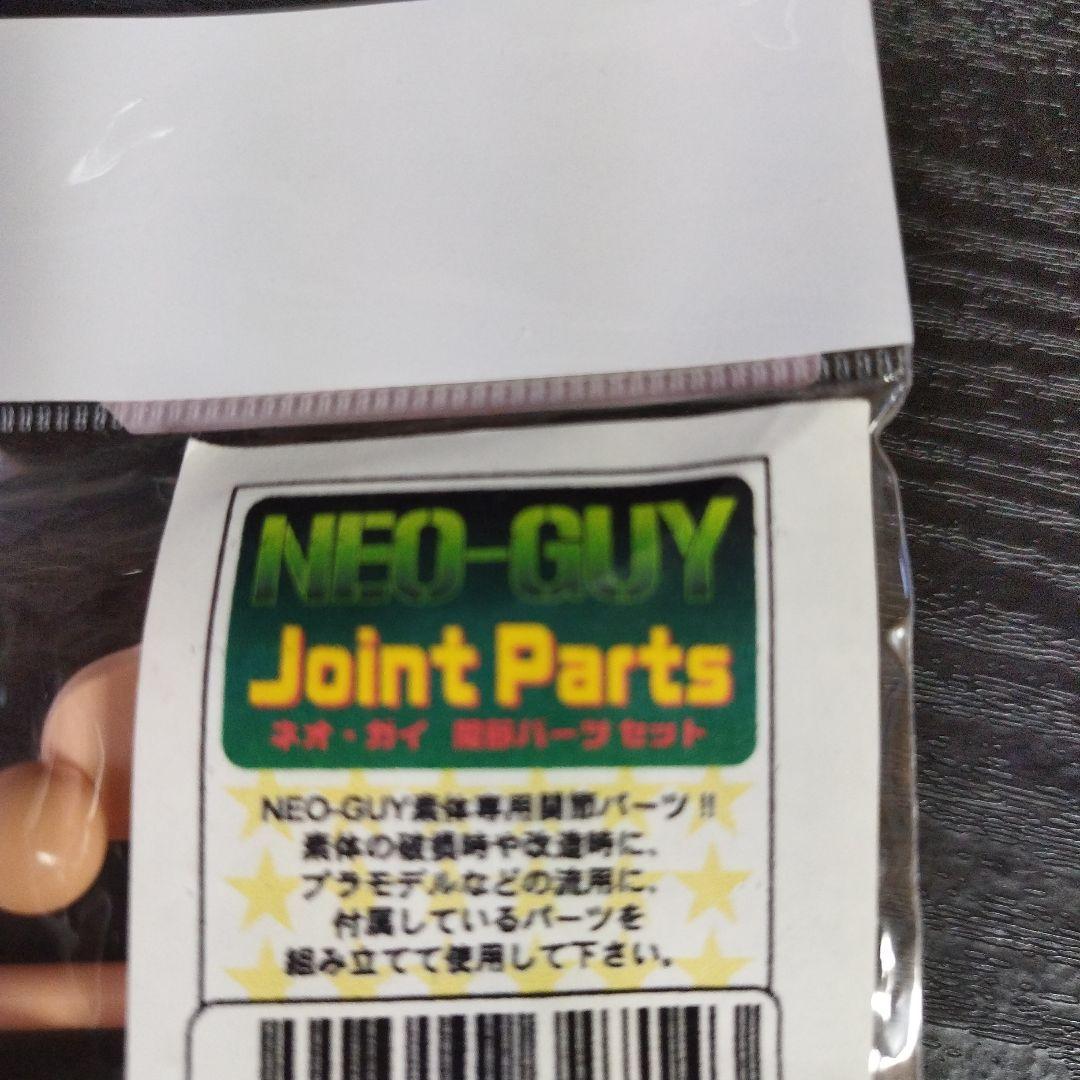 NEO-GUY
Joint Parts
ネオ・ガイ 関節パーツセット
NEO-GUY素体専用関節パーツ!!
素体の破損時や改造時に、
プラモデルなどの流用に、
付属しているパーツを
組み立てて使用して下さい。